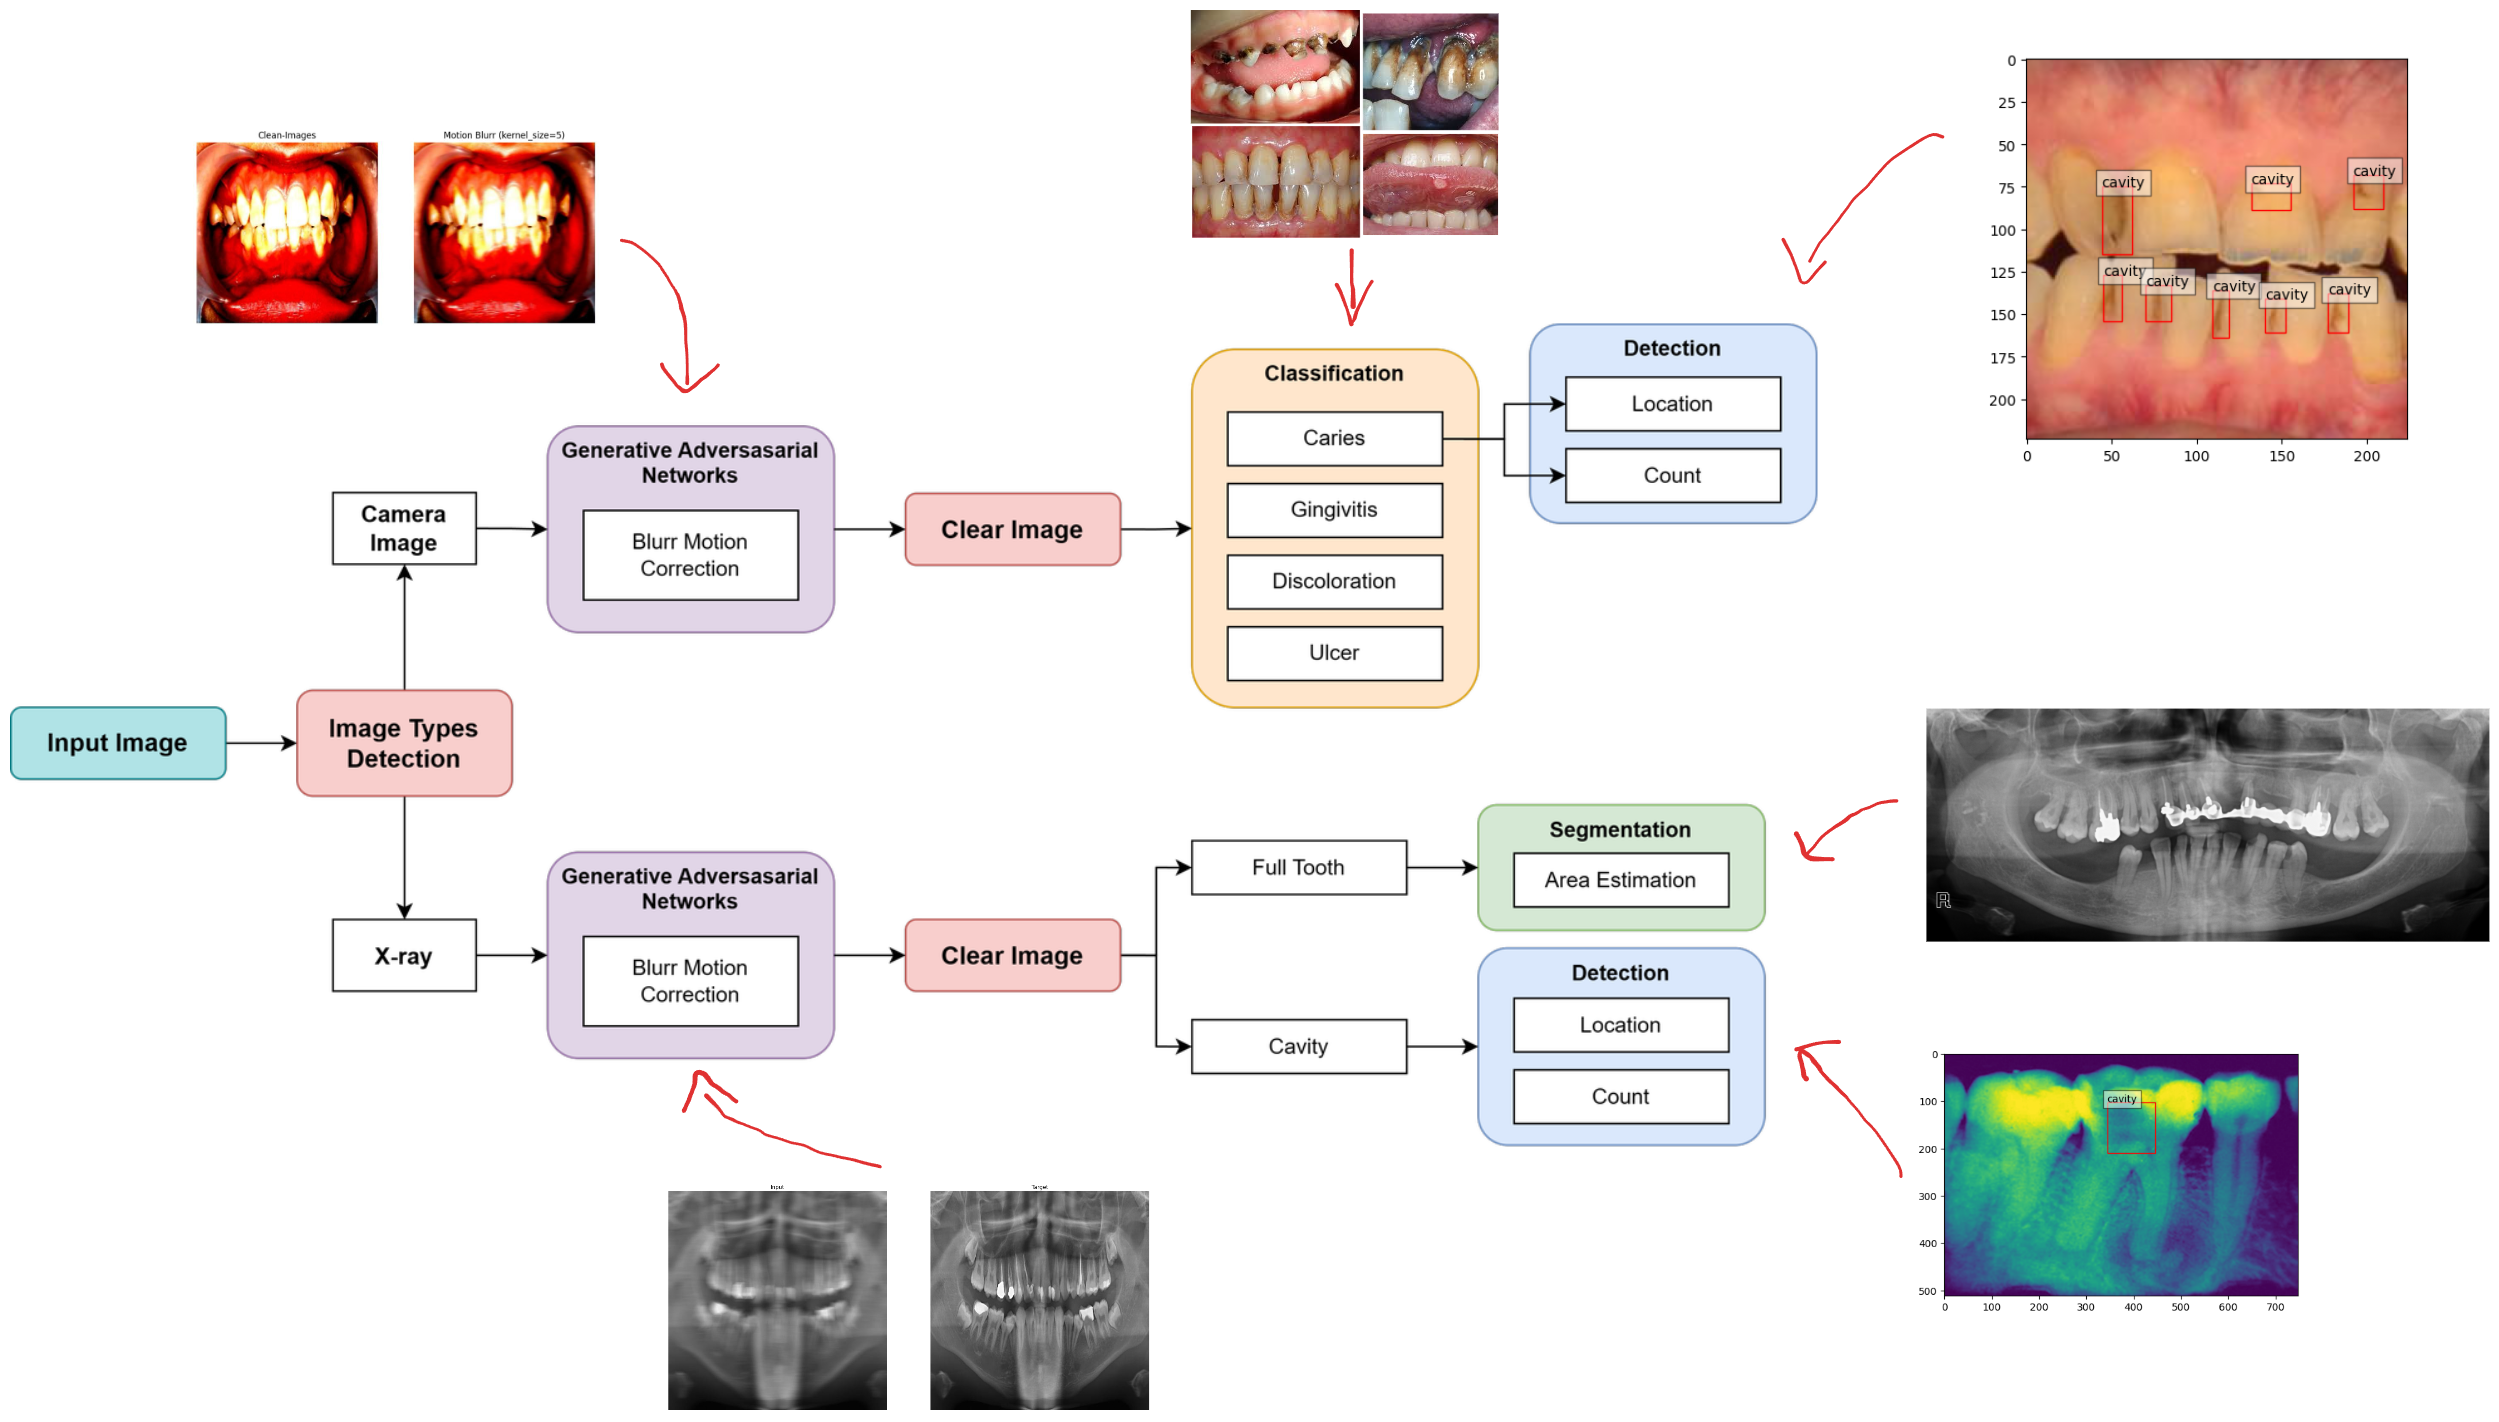 Clean-Images
Motion Blurr (kernel_size=5)
0
25
50
75
100
125
150
175
200
cavity
cavity
cavity
cavity
cavity
cavity
cavity
cavity
0
50
100
150
200
Generative Adversasarial
Networks
Blurr Motion
Correction
Camera
Image
Clear Image
Classification
Caries
Gingivitis
Discoloration
Ulcer
Detection
Location
Count
Input Image
Image Types
Detection
X-ray
Generative Adversasarial
Networks
Blurr Motion
Correction
Clear Image
Full Tooth
Cavity
Segmentation
Area Estimation
Detection
Location
Count
R
Input
Target
0
100
200
300
400
500
cavity
0
100
200
300
400
500
600
700